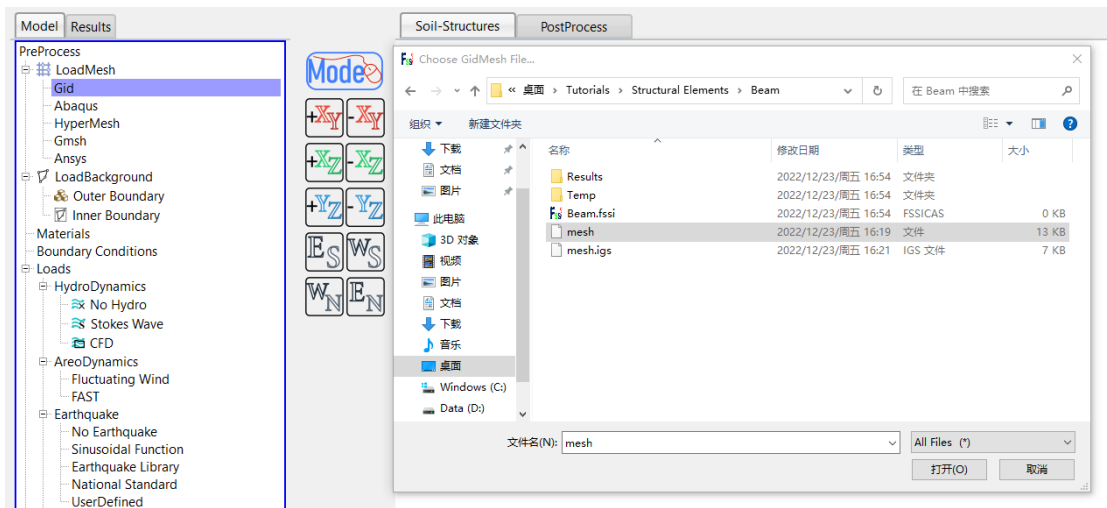 Model Results
PreProcess
LoadMesh
Gid
Abaqus
HyperMesh
Gmsh
Ansys
LoadBackground
Outer Boundary
Inner Boundary
Materials
Boundary Conditions
Loads
HydroDynamics
No Hydro
Stokes Wave
CFD
AreoDynamics
Fluctuating Wind
FAST
Earthquake
No Earthquake
Sinusoidal Function
Earthquake Library
National Standard
UserDefined
Mode
+XY -XY
+XZ -XZ
+YZ -YZ
ES WS
WN EN
Soil-Structures PostProcess
Choose GidMesh File...
« 桌面 › Tutorials › Structural Elements › Beam
在 Beam 中搜索
组织 新建文件夹
下载
文档
图片
此电脑
3D 对象
视频
图片
文档
下载
音乐
桌面
Windows (C:)
Data (D:)
名称 修改日期 类型 大小
Results 2022/12/23/周五 16:54 文件夹
Temp 2022/12/23/周五 16:54 文件夹
Beam.fssi 2022/12/23/周五 16:54 FSSICAS 0 KB
mesh 2022/12/23/周五 16:19 文件 13 KB
mesh.igs 2022/12/23/周五 16:21 IGS 文件 7 KB
文件名(N): mesh
All Files (*)
打开(O) 取消